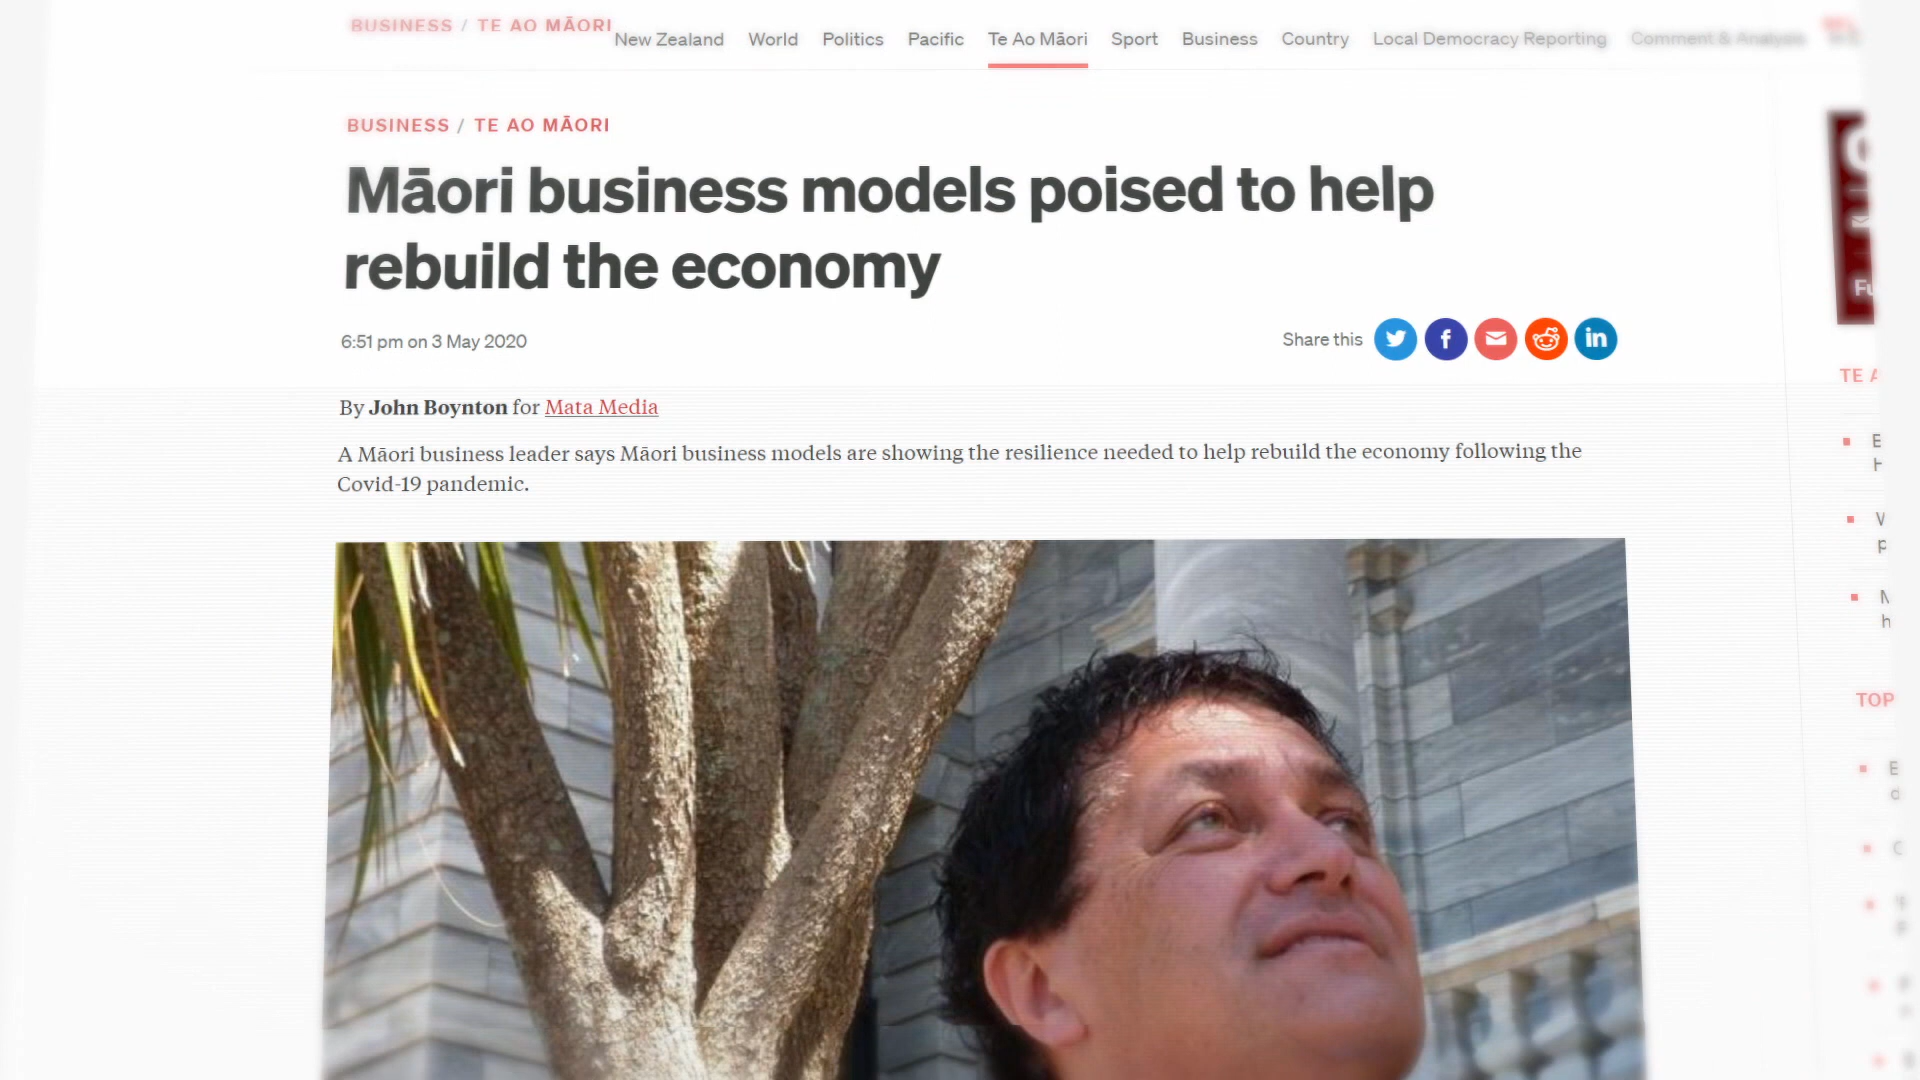 BUSINESS / TE AO MĀORI
New Zealand World Politics Pacific Te Ao Māori Sport Business Country Local Democracy Reporting Comment & Analysis
BUSINESS / TE AO MĀORI
Māori business models poised to help
rebuild the economy
6:51 pm on 3 May 2020
Share this
By John Boynton for Mata Media
A Māori business leader says Māori business models are showing the resilience needed to help rebuild the economy following the
Covid-19 pandemic.
TE A
TOP